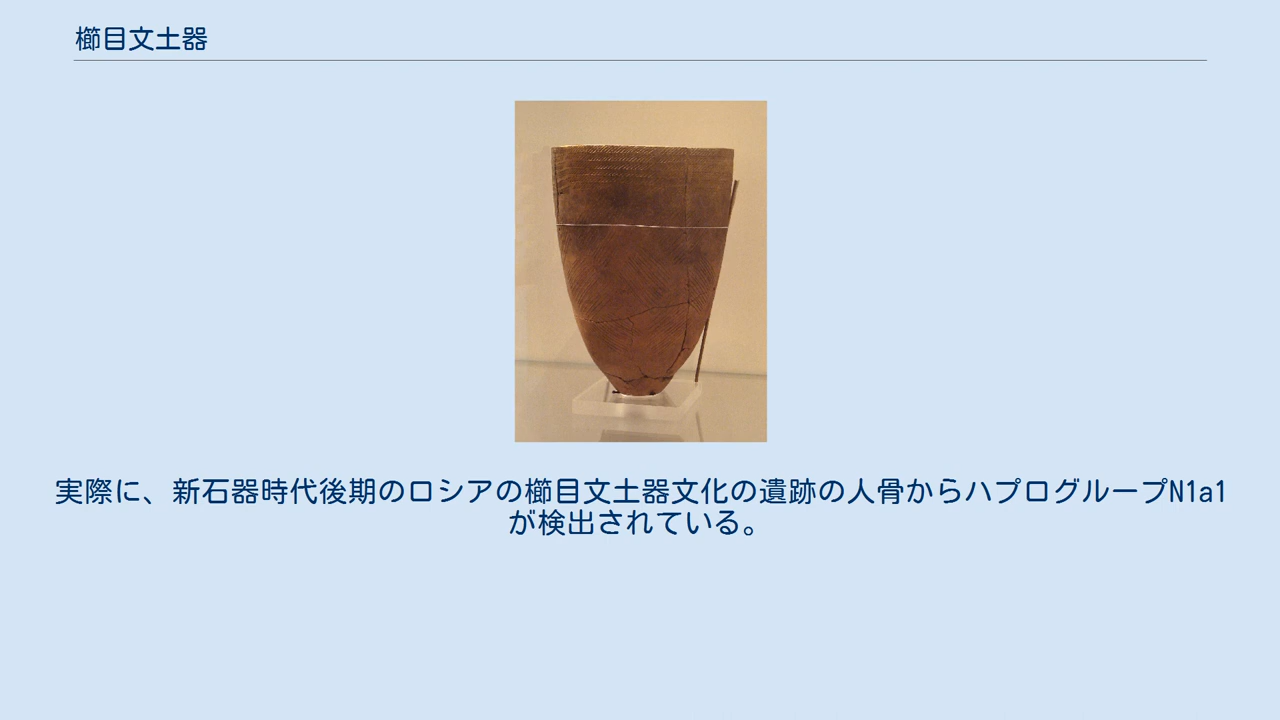 櫛目文土器
実際に、新石器時代後期のロシアの櫛目文土器文化の遺跡の人骨からハプログループN1a1
が検出されている。